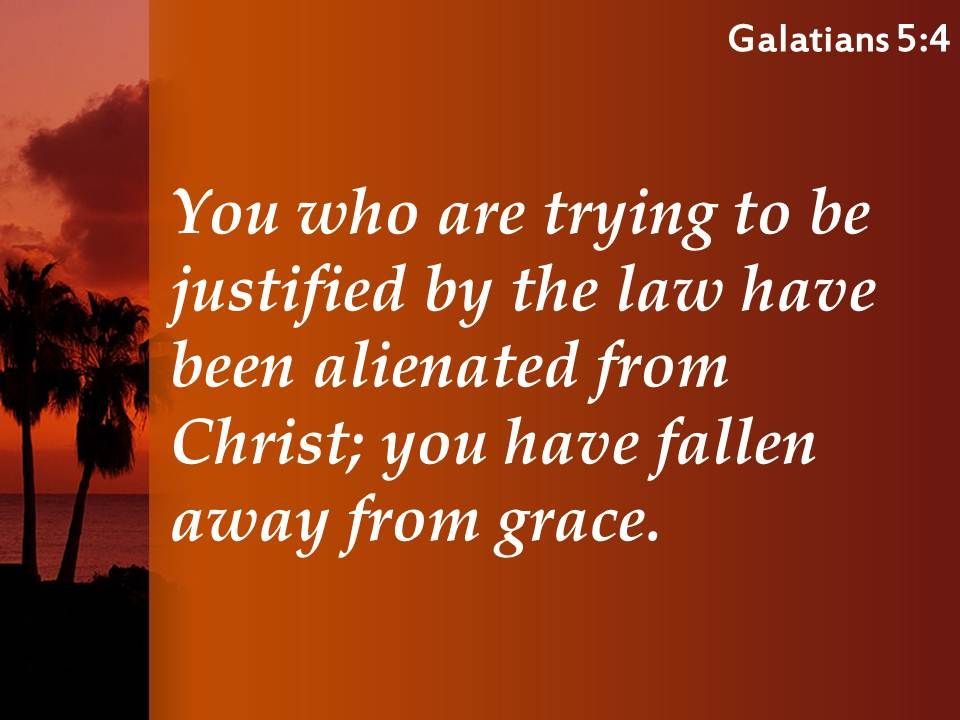 Galatians 5:4
You who are trying to be
justified by the law have
been alienated from
Christ; you have fallen
away from grace.